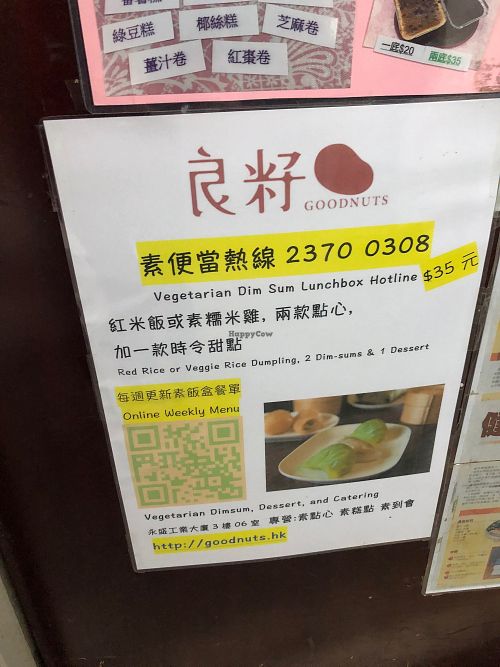 綠豆糕
椰絲糕
芝麻卷
薑汁卷
紅棗卷
一底$20
兩底$35
良籽
GOODNUTS
素便當熱線 2370 0308
Vegetarian Dim Sum Lunchbox Hotline
$35 元
紅米飯或素糯米雞, 兩款點心,
加一款時令甜點
HappyCow
Red Rice or Veggie Rice Dumpling, 2 Dim-sums & 1 Dessert
每週更新素飯盒餐單
Online Weekly Menu
Vegetarian Dimsum, Dessert, and Catering
永盛工業大廈 3 樓 06 室 專營:素點心 素糕點 素到會
http://goodnuts.hk